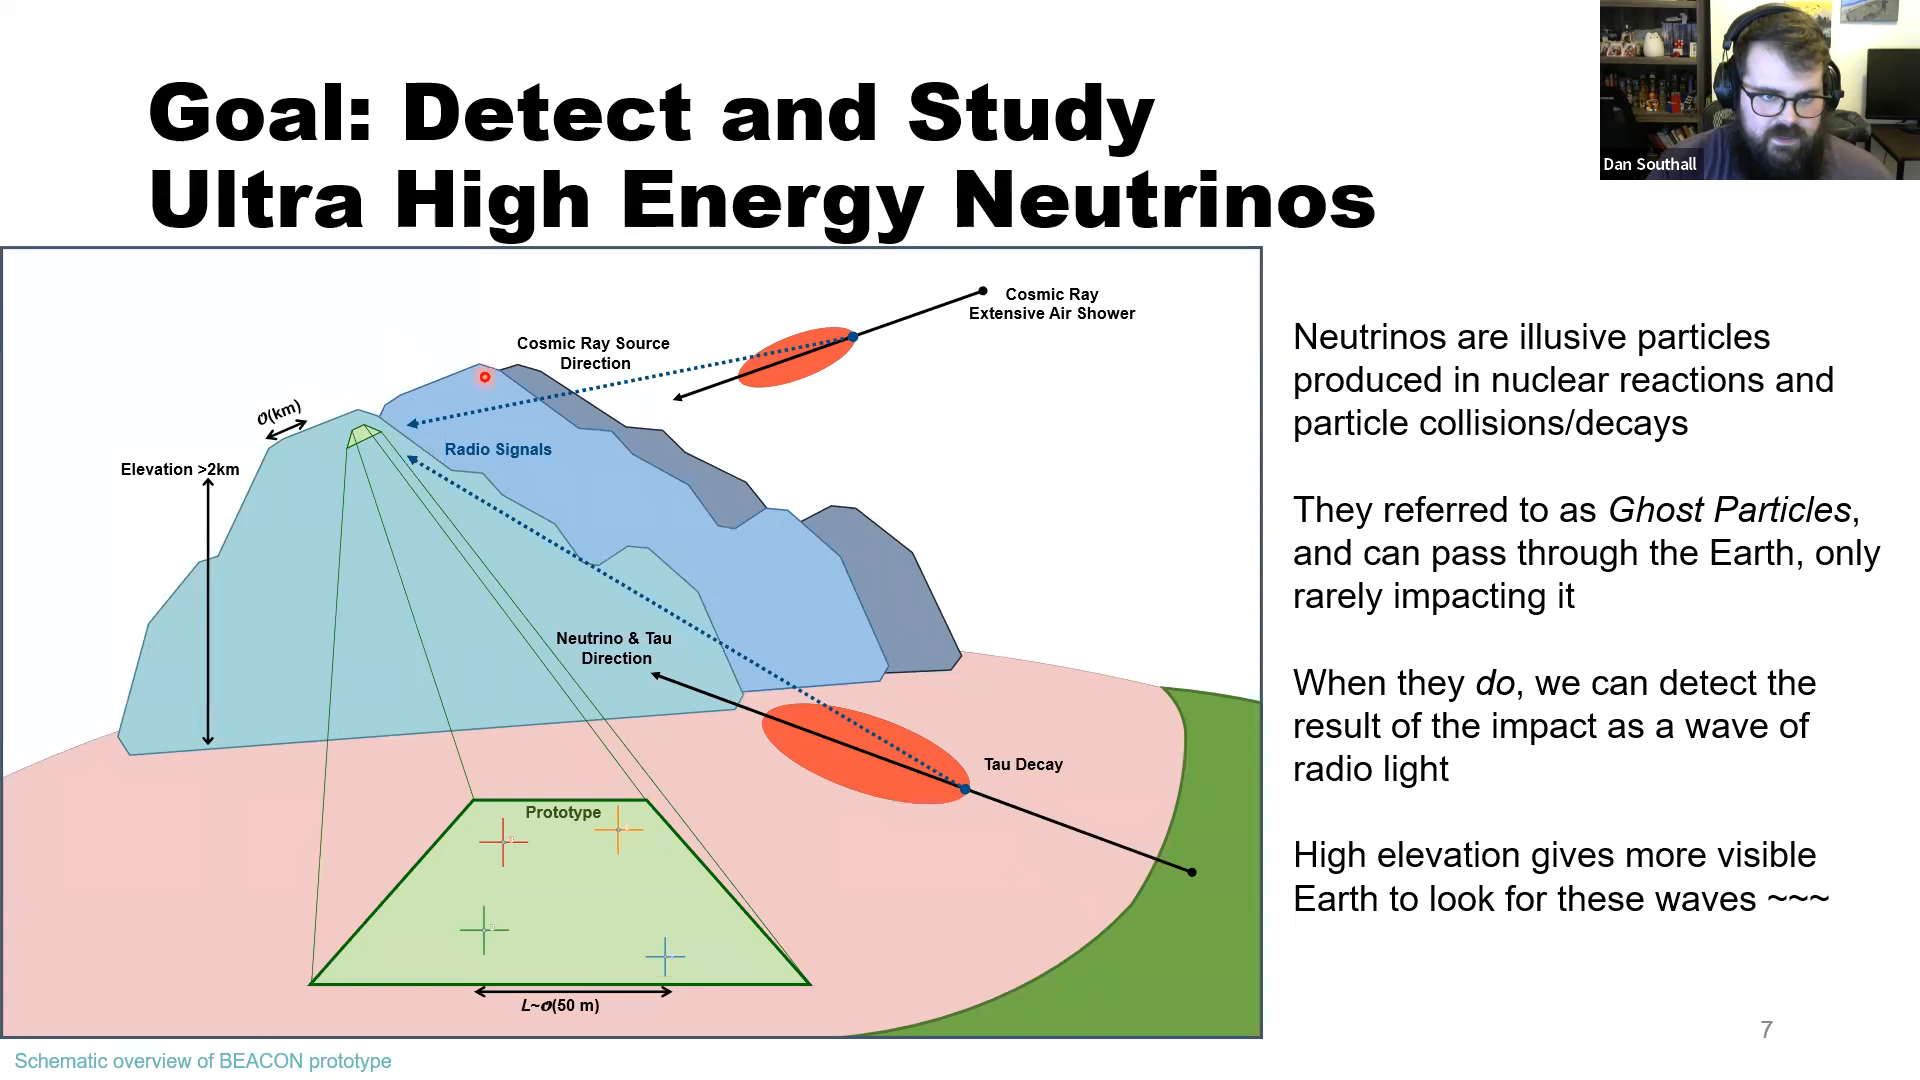 Goal: Detect and Study
Ultra High Energy Neutrinos
Dan Southall
Cosmic Ray
Extensive Air Shower
Cosmic Ray Source
Direction
O(km)
Radio Signals
Elevation >2km
Neutrino & Tau
Direction
Tau Decay
Prototype
L~O(50 m)
Neutrinos are illusive particles
produced in nuclear reactions and
particle collisions/decays
They referred to as Ghost Particles,
and can pass through the Earth, only
rarely impacting it
When they do, we can detect the
result of the impact as a wave of
radio light
High elevation gives more visible
Earth to look for these waves ~~~
7
Schematic overview of BEACON prototype